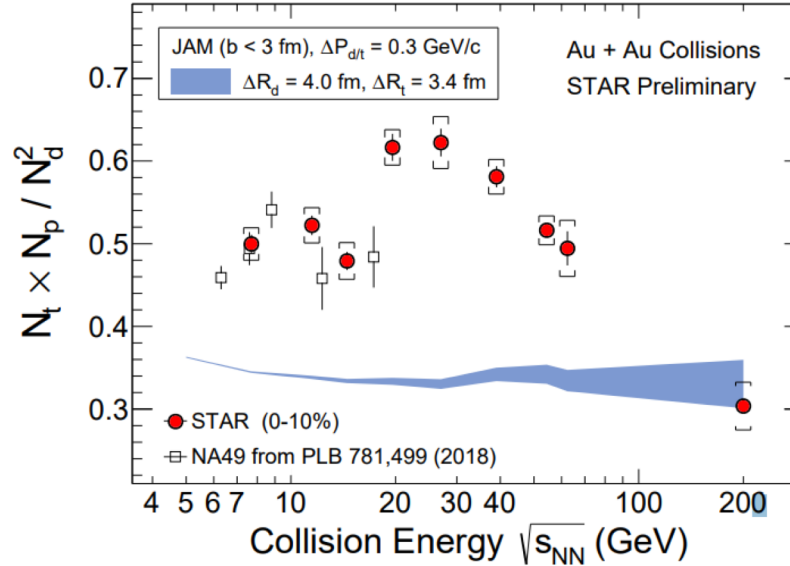 JAM (b < 3 fm), ΔP_d/t = 0.3 GeV/c
ΔR_d = 4.0 fm, ΔR_t = 3.4 fm
Au + Au Collisions
STAR Preliminary
0.7
0.6
0.5
0.4
0.3
N_t × N_p / N_d^2
STAR (0-10%)
NA49 from PLB 781,499 (2018)
4 5 6 7 10 20 30 40 100 200
Collision Energy √s_NN (GeV)